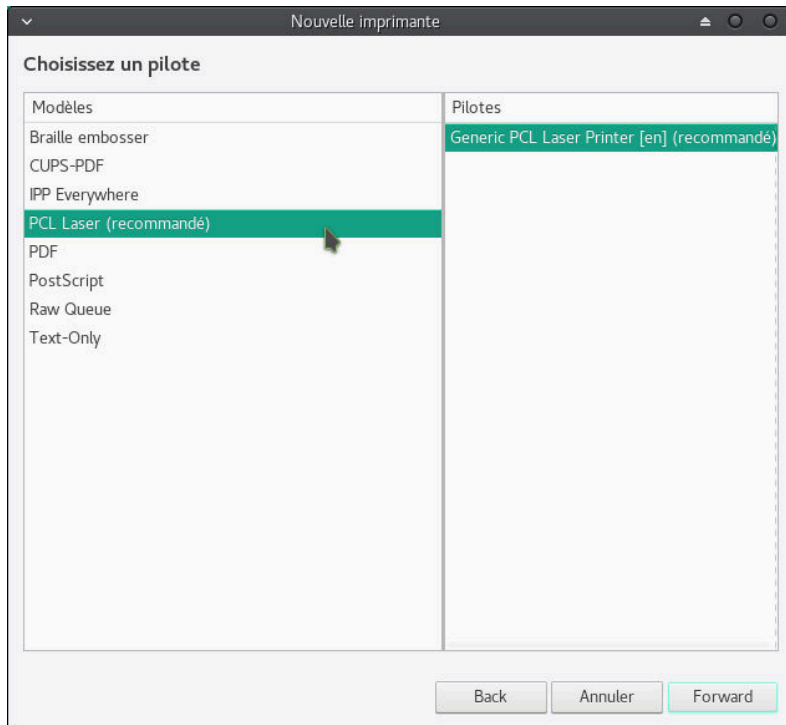 Nouvelle imprimante
Choisissez un pilote
Modèles
Braille embosser
CUPS-PDF
IPP Everywhere
PCL Laser (recommandé)
PDF
PostScript
Raw Queue
Text-Only
Pilotes
Generic PCL Laser Printer [en] (recommandé)
Back
Annuler
Forward